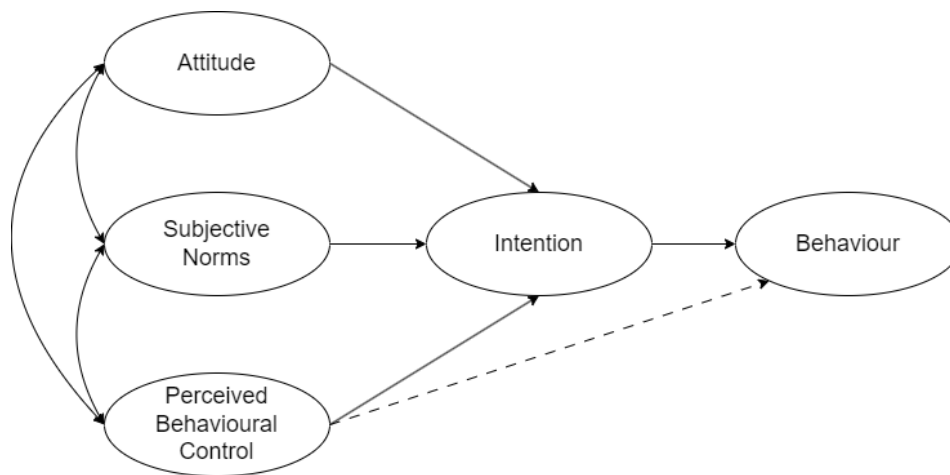 Attitude
Subjective
Norms
Intention
Behaviour
Perceived
Behavioural
Control